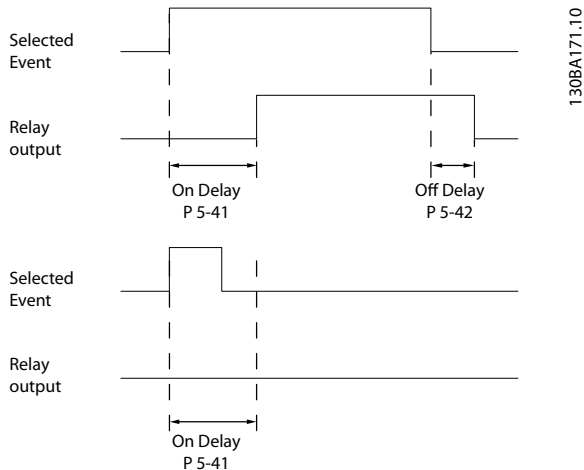 130BA171.10
Selected
Event
Relay
output
On Delay
P 5-41
Off Delay
P 5-42
Selected
Event
Relay
output
On Delay
P 5-41